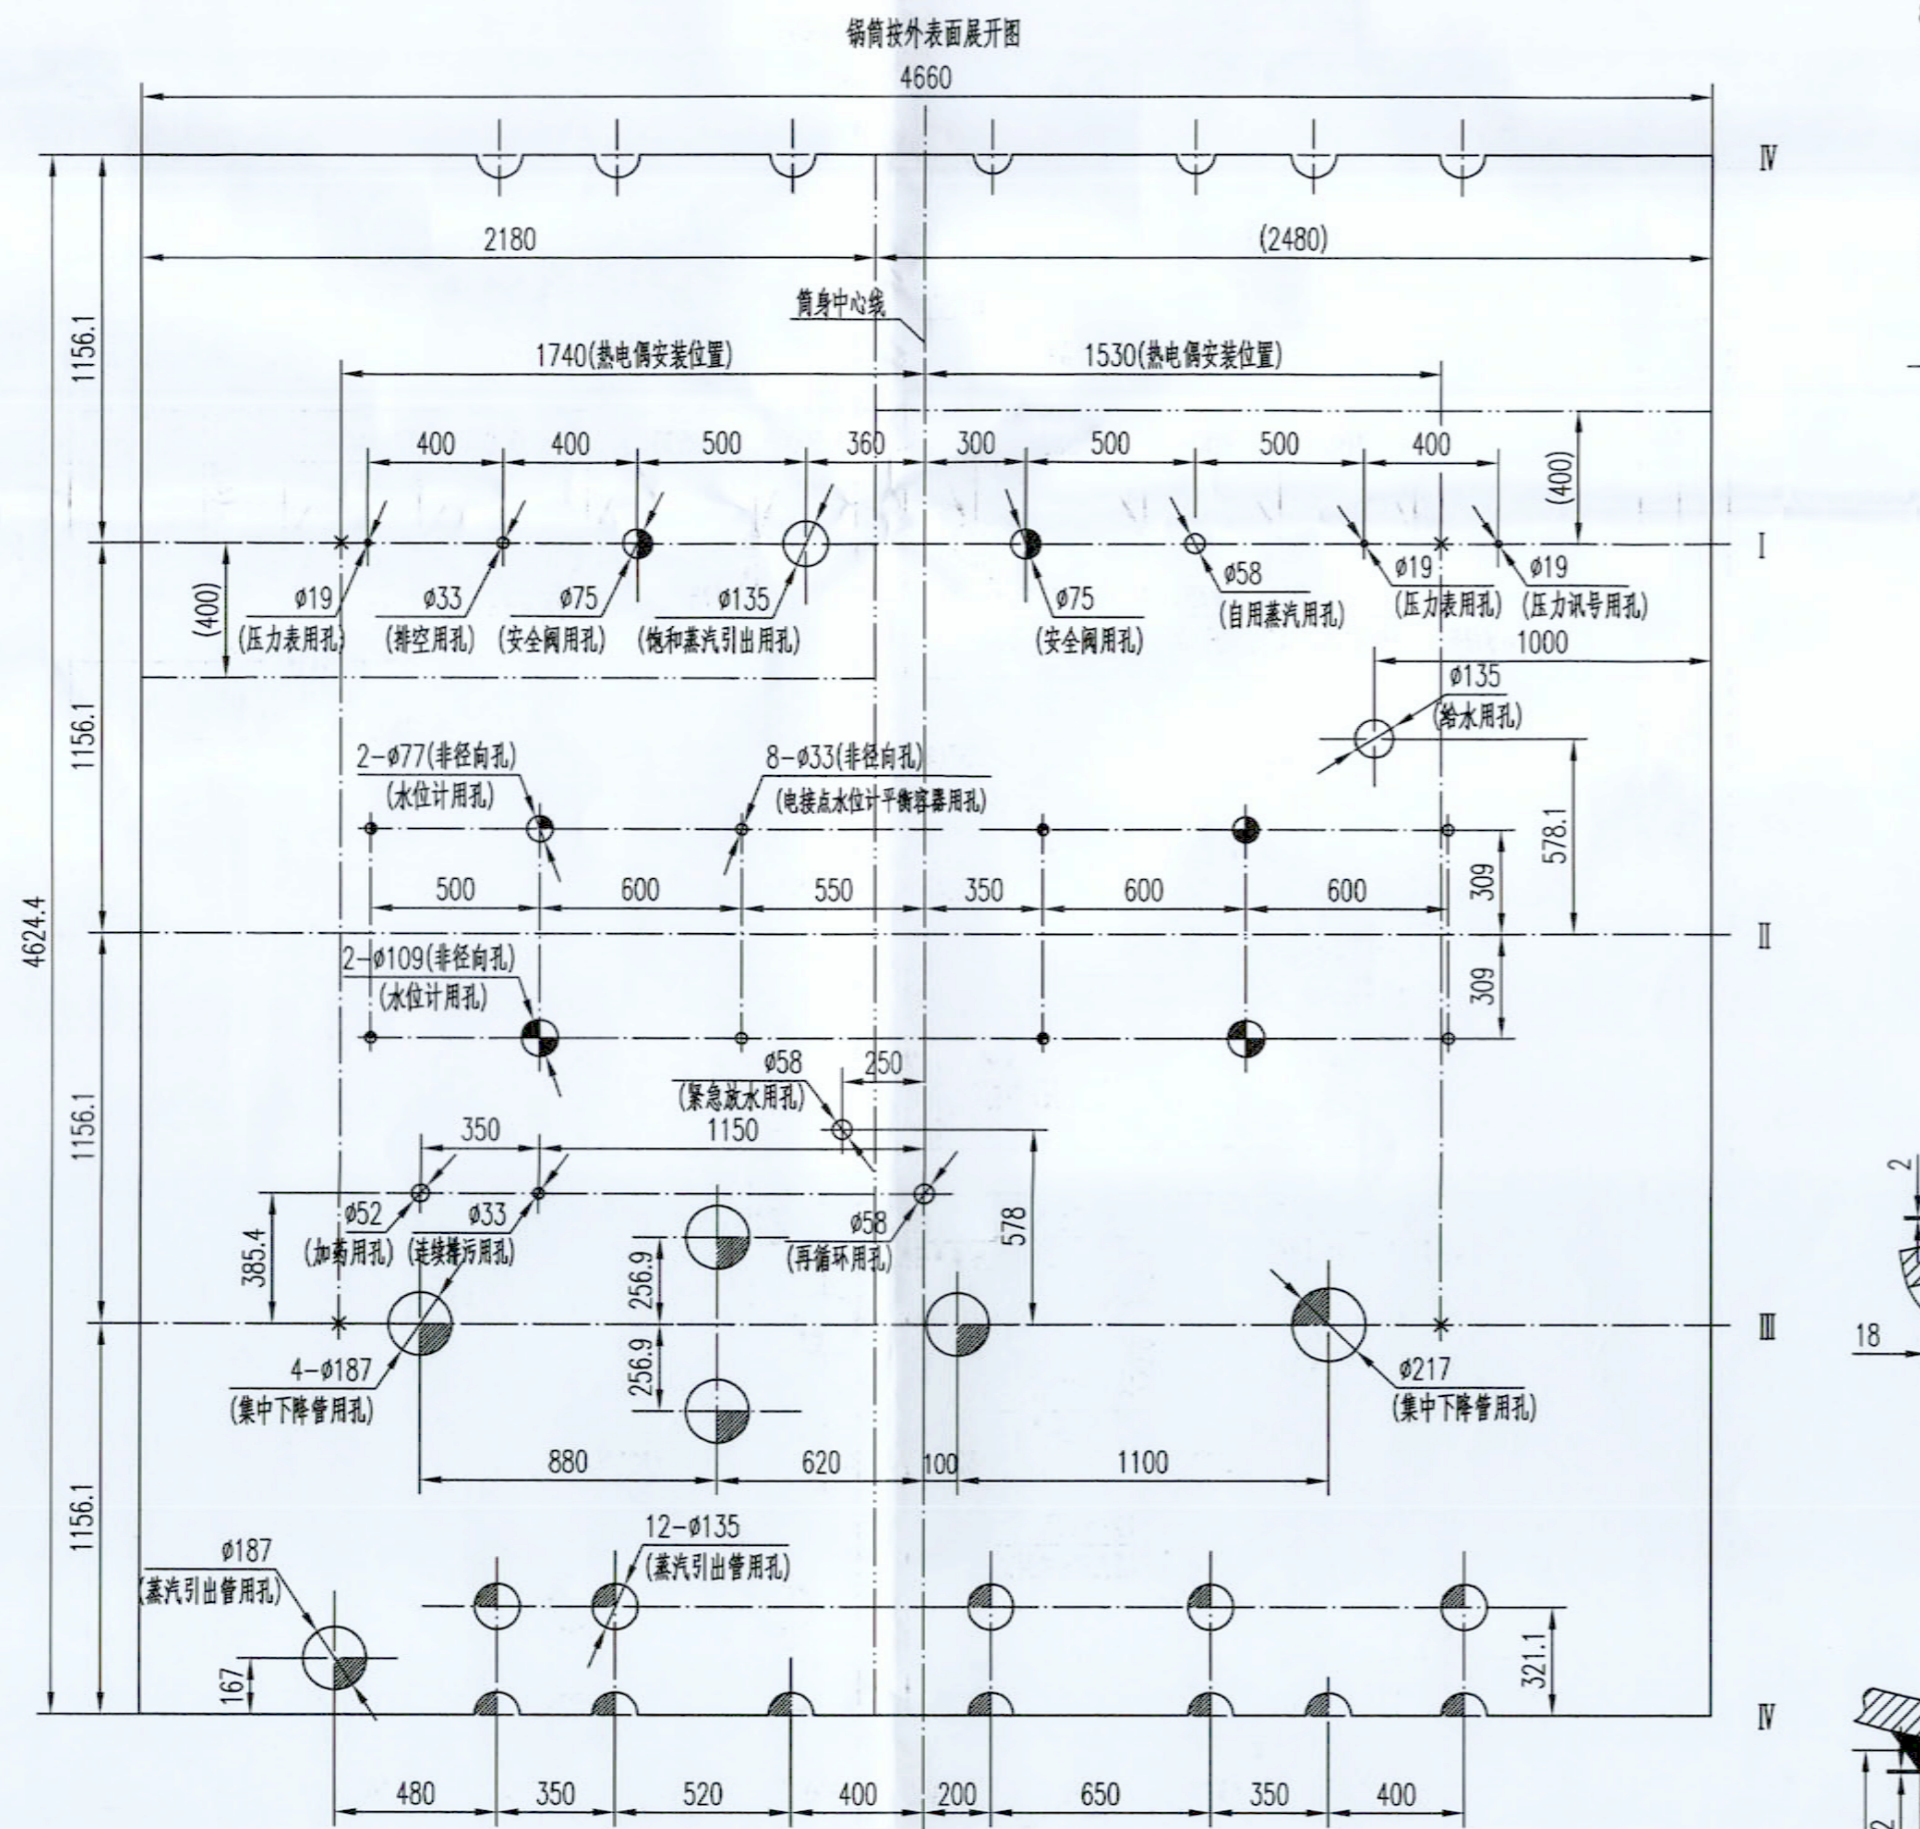 锅筒按外表面展开图
4660
Ⅳ
2180
(2480)
筒身中心线
1156.1
1740(热电偶安装位置)
1530(热电偶安装位置)
400
400
500
360
300
500
500
400
(400)
Ⅰ
(400)
ø19
(压力表用孔)
ø33
(排空用孔)
ø75
(安全阀用孔)
ø135
(饱和蒸汽引出用孔)
ø75
(安全阀用孔)
ø58
(自用蒸汽用孔)
ø19
(压力表用孔)
ø19
(压力讯号用孔)
1000
ø135
(给水用孔)
1156.1
2-ø77(非径向孔)
(水位计用孔)
8-ø33(非径向孔)
(电接点水位计平衡容器用孔)
578.1
500
600
550
350
600
600
309
4624.4
Ⅱ
2-ø109(非径向孔)
(水位计用孔)
309
ø58
(紧急放水用孔)
250
1156.1
350
1150
2
ø52
(加药用孔)
ø33
(连续排污用孔)
ø58
(再循环用孔)
578
385.4
256.9
Ⅲ
18
256.9
4-ø187
(集中下降管用孔)
ø217
(集中下降管用孔)
880
620
100
1100
1156.1
12-ø135
(蒸汽引出管用孔)
ø187
(蒸汽引出管用孔)
321.1
167
Ⅳ
480
350
520
400
200
650
350
400
2